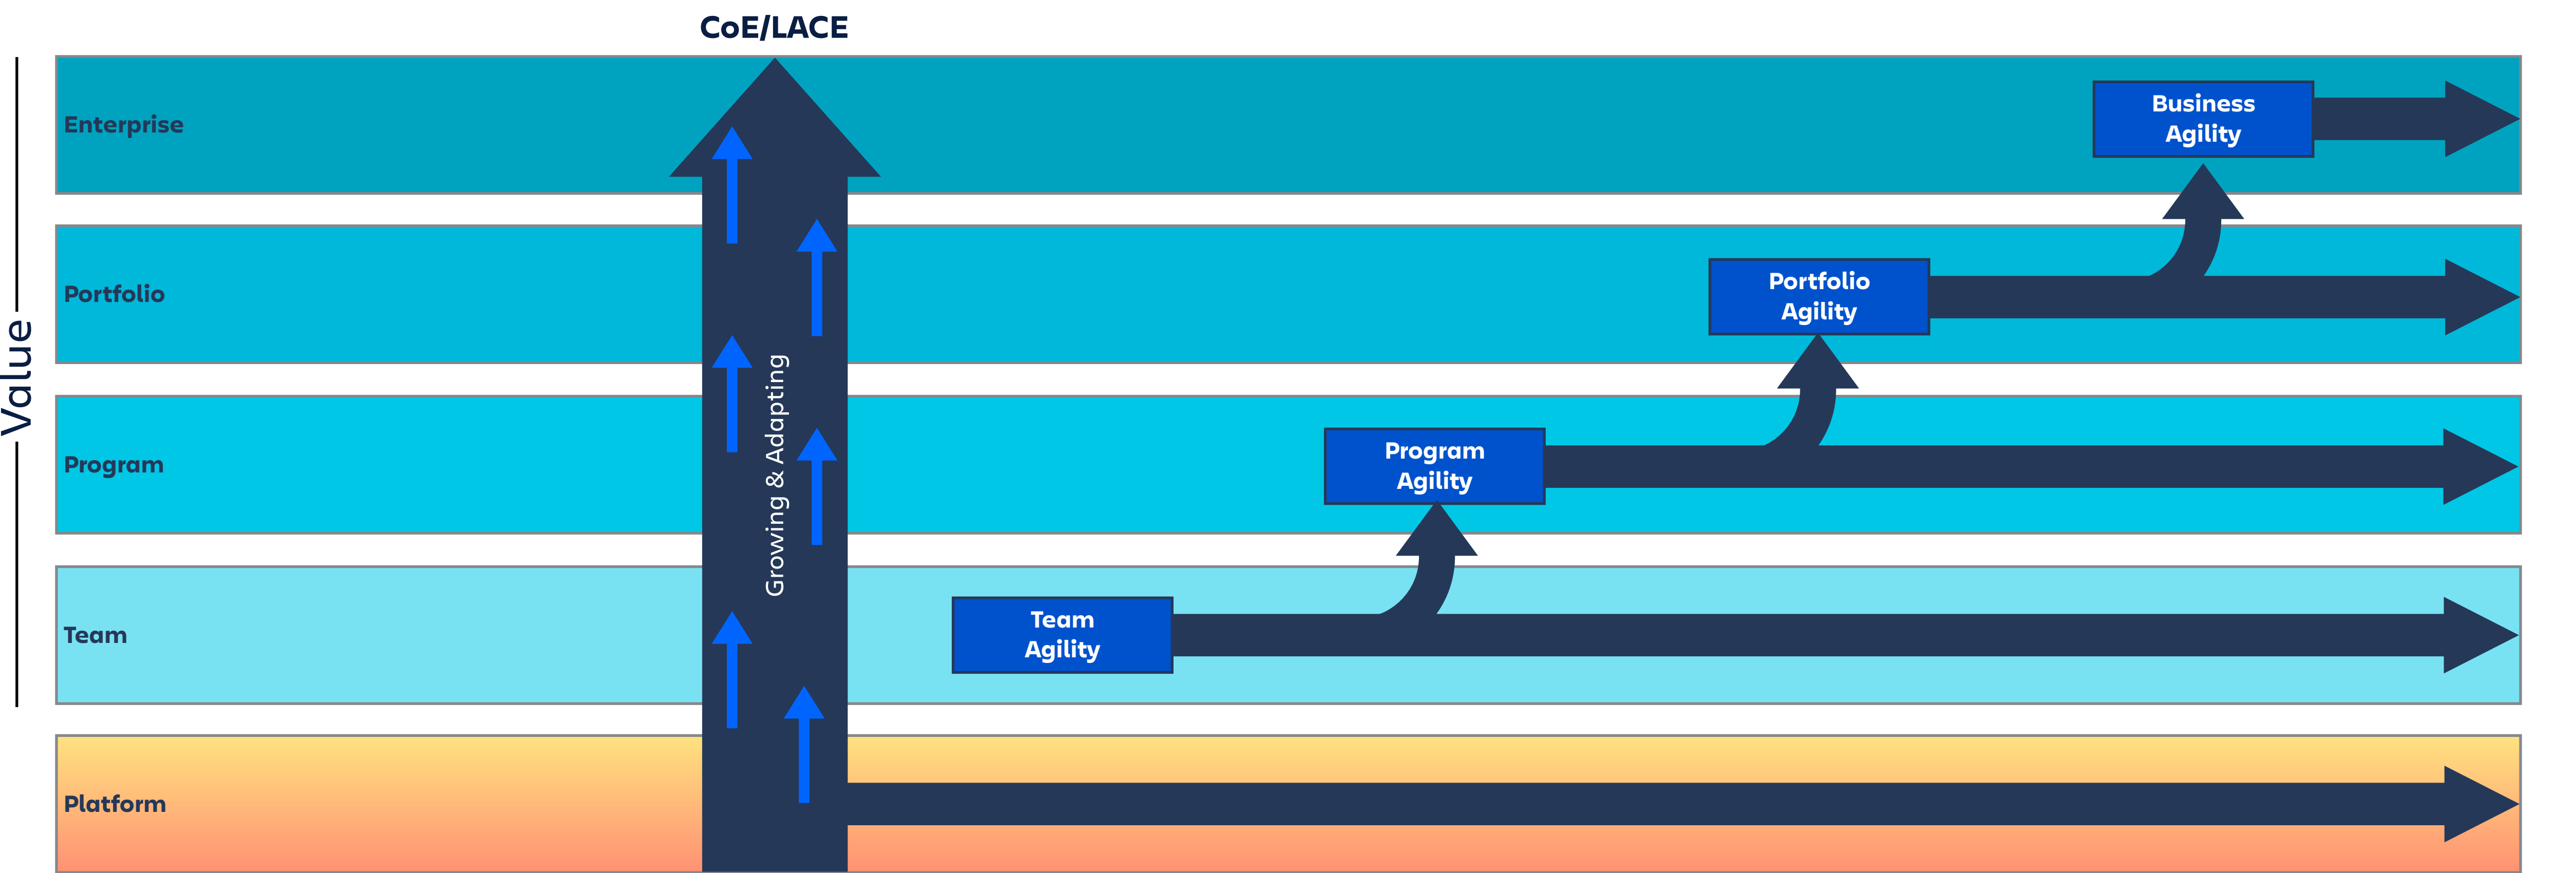 CoE/LACE
Value
Enterprise
Business
Agility
Portfolio
Portfolio
Agility
Growing & Adapting
Program
Program
Agility
Team
Team
Agility
Platform